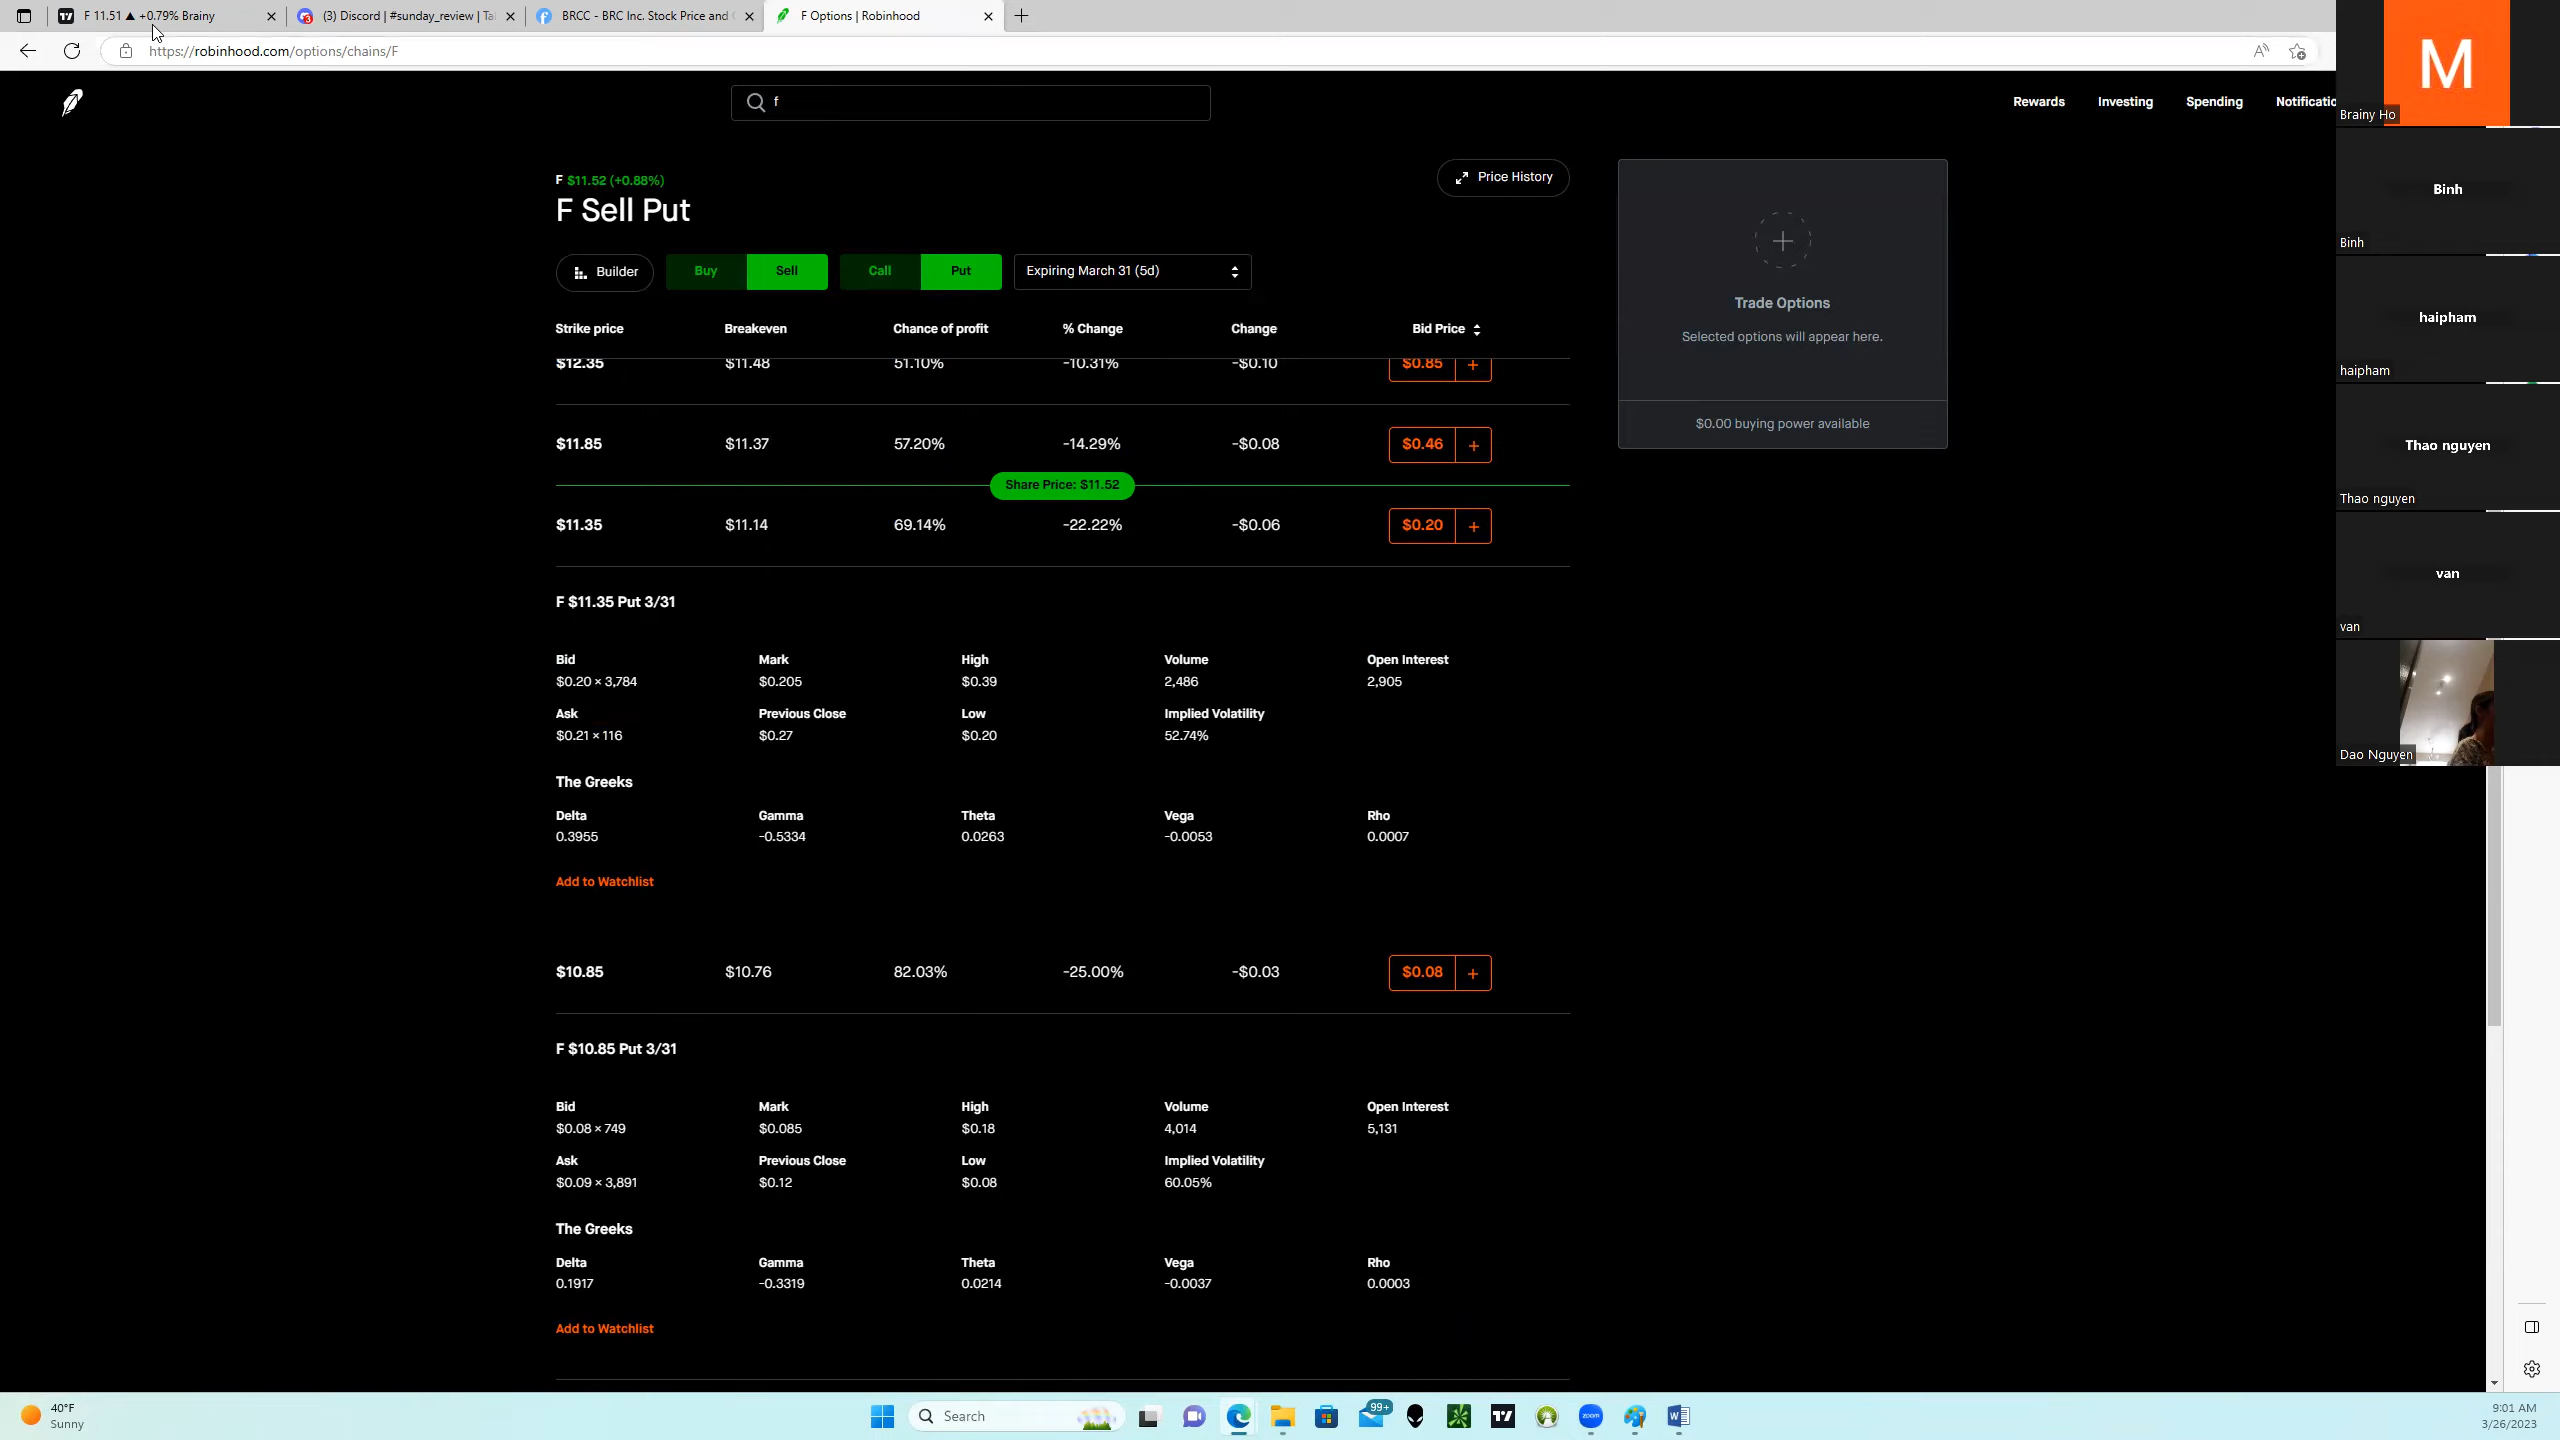 F 11.51 ▲ +0.79% Brainy
(3) Discord | #sunday_review | Tai
BRCC - BRC Inc. Stock Price and
F Options | Robinhood
https://robinhood.com/options/chains/F
f
Rewards Investing Spending Notificatio
F $11.52 (+0.88%)
F Sell Put
Price History
Builder Buy Sell Call Put Expiring March 31 (5d)
Strike price Breakeven Chance of profit % Change Change Bid Price
$12.35 $11.48 51.10% -10.31% -$0.10 $0.85 +
$11.85 $11.37 57.20% -14.29% -$0.08 $0.46 +
Share Price: $11.52
$11.35 $11.14 69.14% -22.22% -$0.06 $0.20 +
F $11.35 Put 3/31
Bid Mark High Volume Open Interest
$0.20 × 3,784 $0.205 $0.39 2,486 2,905
Ask Previous Close Low Implied Volatility
$0.21 × 116 $0.27 $0.20 52.74%
The Greeks
Delta Gamma Theta Vega Rho
0.3955 -0.5334 0.0263 -0.0053 0.0007
Add to Watchlist
$10.85 $10.76 82.03% -25.00% -$0.03 $0.08 +
F $10.85 Put 3/31
Bid Mark High Volume Open Interest
$0.08 × 749 $0.085 $0.18 4,014 5,131
Ask Previous Close Low Implied Volatility
$0.09 × 3,891 $0.12 $0.08 60.05%
The Greeks
Delta Gamma Theta Vega Rho
0.1917 -0.3319 0.0214 -0.0037 0.0003
Add to Watchlist
Trade Options
Selected options will appear here.
$0.00 buying power available
M
Brainy Ho
Binh
Binh
haipham
haipham
Thao nguyen
Thao nguyen
van
van
Dao Nguyen
40°F
Sunny
Search
99+
zoom
9:01 AM
3/26/2023